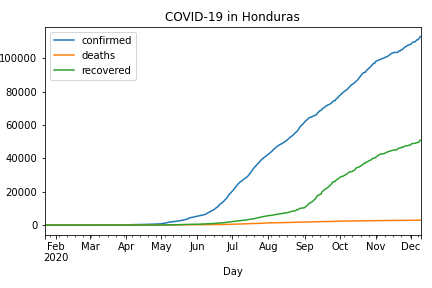 COVID-19 in Honduras
confirmed
deaths
recovered
100000
80000
60000
40000
20000
0
Feb Mar Apr May Jun Jul Aug Sep Oct Nov Dec
2020
Day